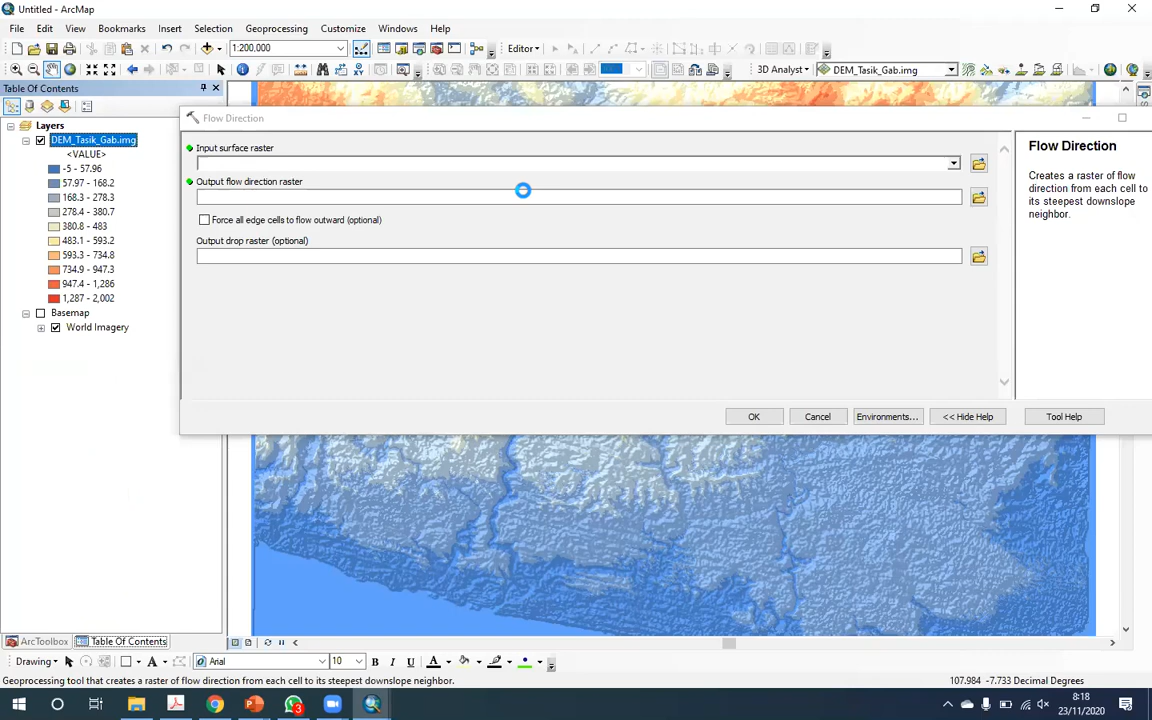 Untitled - ArcMap
File Edit View Bookmarks Insert Selection Geoprocessing Customize Windows Help
1:200,000
Editor
3D Analyst
DEM_Tasik_Gab.img
Table Of Contents
Layers
DEM_Tasik_Gab.img
<VALUE>
-5 - 57.96
57.97 - 168.2
168.3 - 278.3
278.4 - 380.7
380.8 - 483
483.1 - 593.2
593.3 - 734.8
734.9 - 947.3
947.4 - 1,286
1,287 - 2,002
Basemap
World Imagery
Flow Direction
Input surface raster
Output flow direction raster
Force all edge cells to flow outward (optional)
Output drop raster (optional)
OK Cancel Environments... << Hide Help Tool Help
Flow Direction
Creates a raster of flow
direction from each cell to
its steepest downslope
neighbor.
ArcToolbox Table Of Contents
Drawing
Arial
10
B I U A
Geoprocessing tool that creates a raster of flow direction from each cell to its steepest downslope neighbor.
107.984 -7.733 Decimal Degrees
8:18
23/11/2020